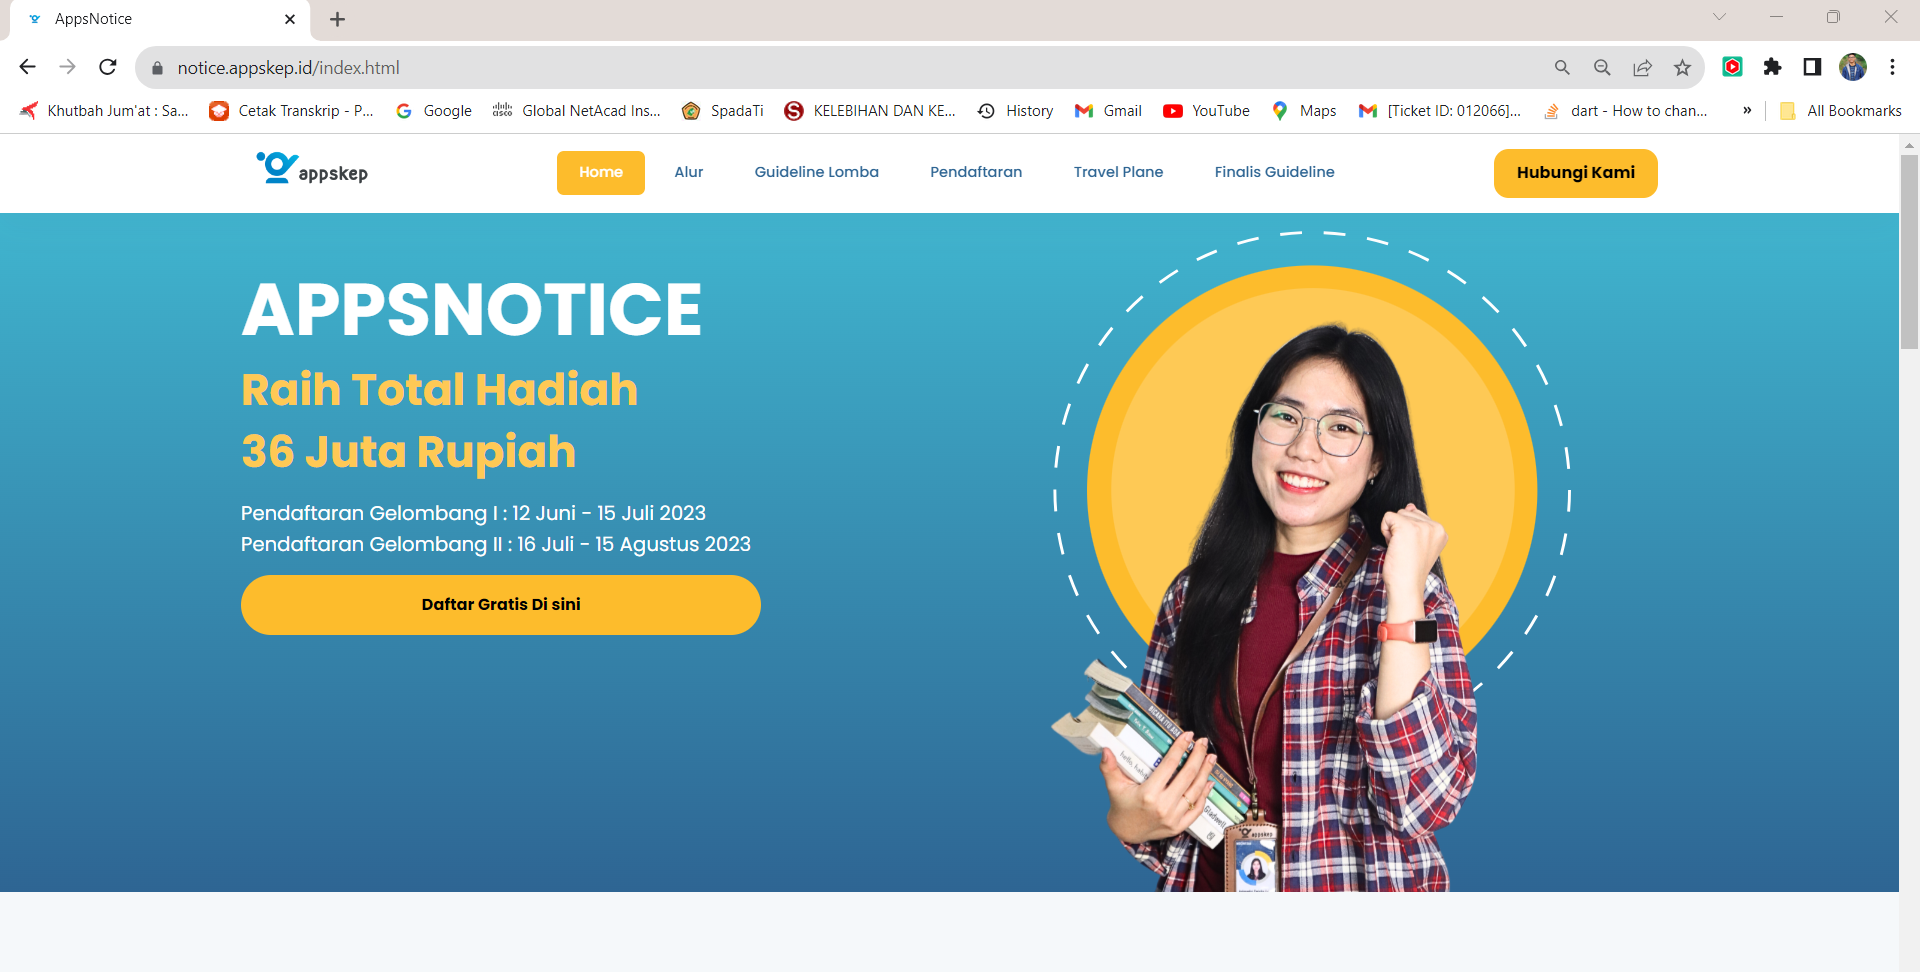 AppsNotice
notice.appskep.id/index.html
Khutbah Jum'at : Sa... Cetak Transkrip - P... Google Global NetAcad Ins... SpadaTi KELEBIHAN DAN KE... History Gmail YouTube Maps [Ticket ID: 012066]... dart - How to chan... » All Bookmarks
appskep Home Alur Guideline Lomba Pendaftaran Travel Plane Finalis Guideline Hubungi Kami
APPSNOTICE
Raih Total Hadiah
36 Juta Rupiah
Pendaftaran Gelombang I : 12 Juni - 15 Juli 2023
Pendaftaran Gelombang II : 16 Juli - 15 Agustus 2023
Daftar Gratis Di sini
Gladwell
appskep